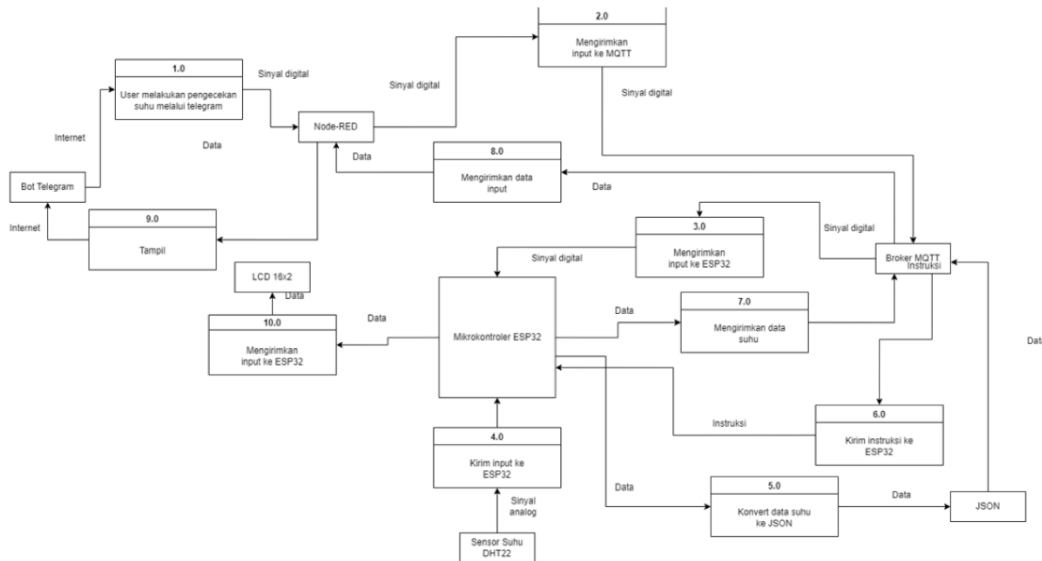 2.0
Mengirimkan
input ke MQTT
1.0
User melakukan pengecekan
suhu melalui telegram
Sinyal digital
Sinyal digital
Sinyal digital
Node-RED
Internet
Data
8.0
Mengirimkan data
input
Data
Data
Bot Telegram
9.0
Tampil
Internet
3.0
Mengirimkan
input ke ESP32
Sinyal digital
Sinyal digital
Broker MQTT
Instruksi
LCD 16x2
Data
10.0
Mengirimkan
input ke ESP32
Data
Mikrokontroler ESP32
Data
7.0
Mengirimkan data
suhu
Data
6.0
Kirim instruksi ke
ESP32
Instruksi
4.0
Kirim input ke
ESP32
Sinyal
analog
Sensor Suhu
DHT22
Data
5.0
Konvert data suhu
ke JSON
Data
JSON